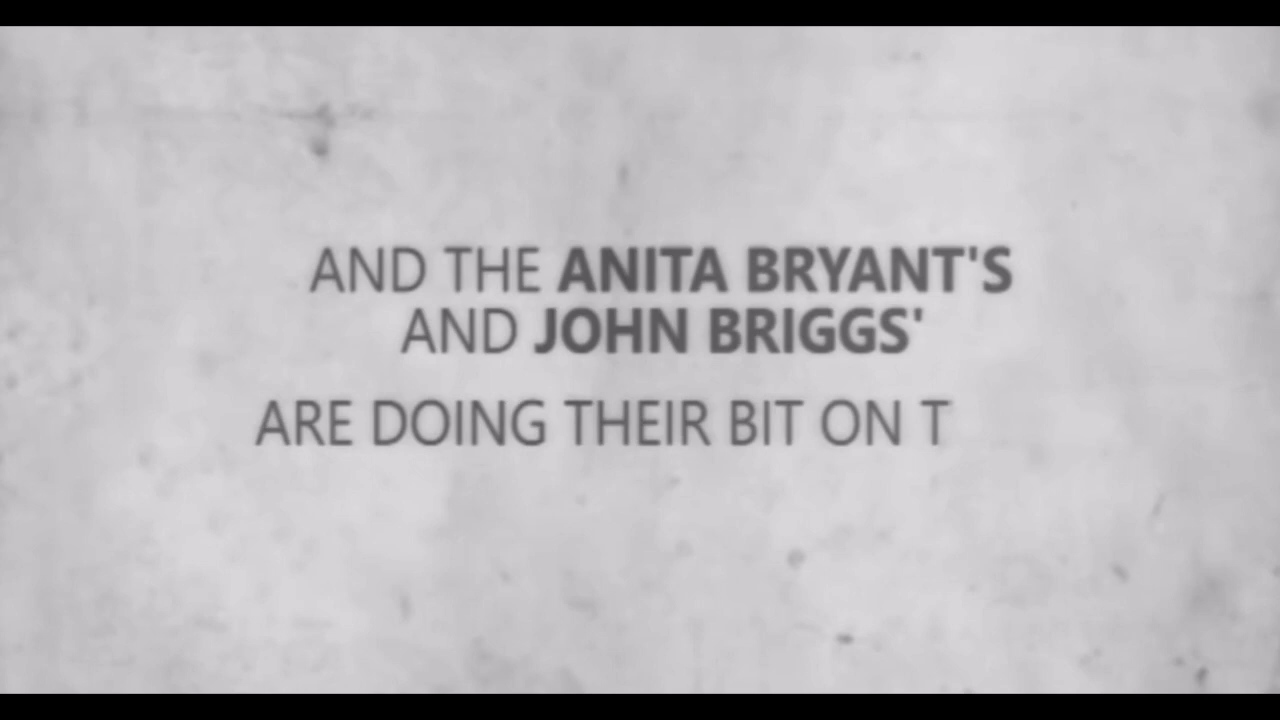 AND THE ANITA BRYANT'S
AND JOHN BRIGGS'
ARE DOING THEIR BIT ON T